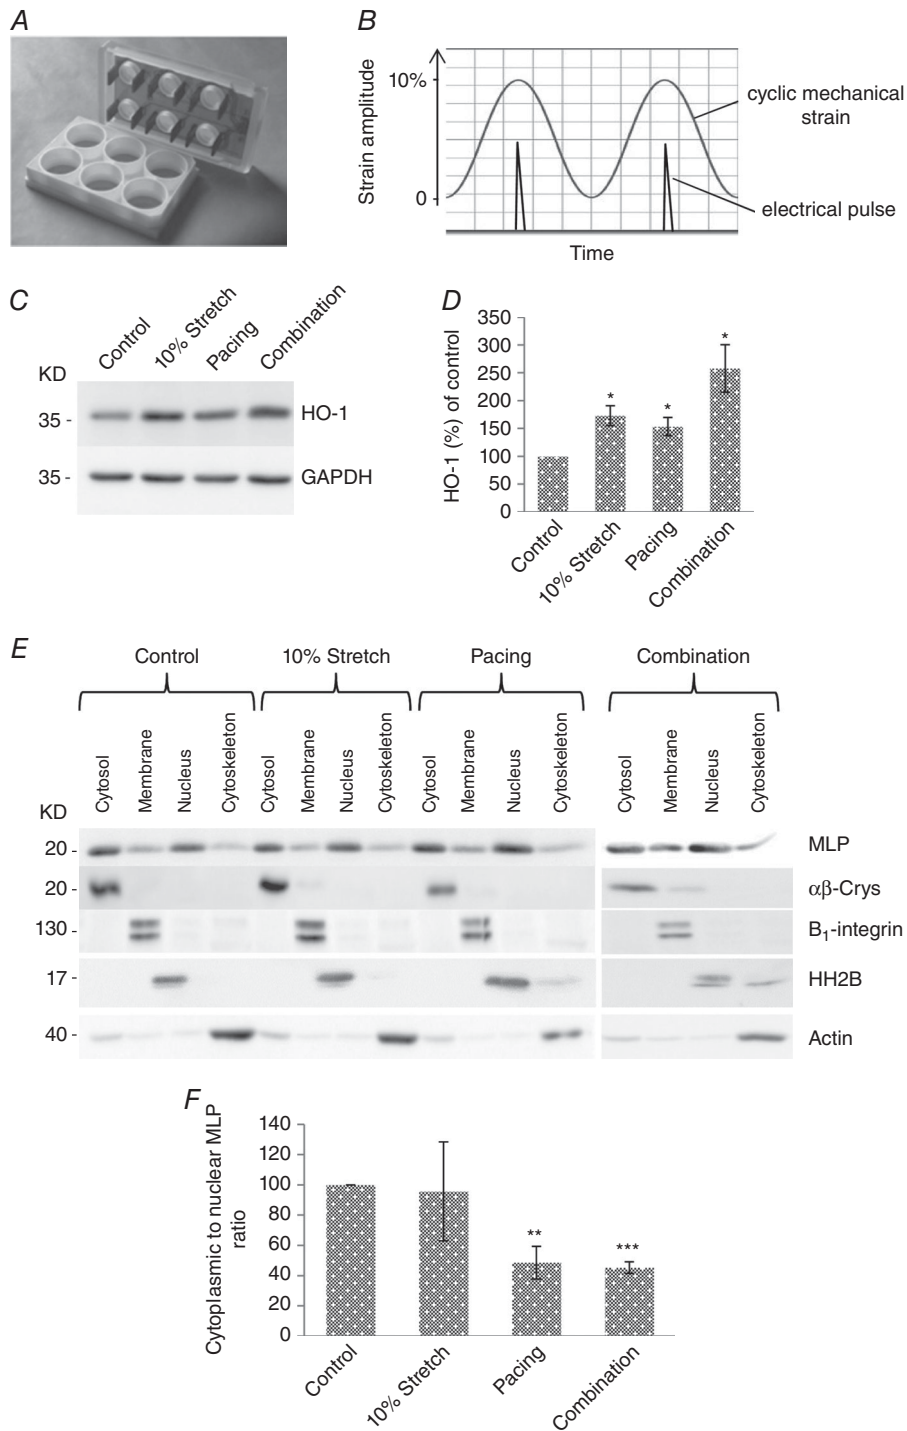 A
B
Strain amplitude
10%
0
cyclic mechanical
strain
electrical pulse
Time
C
Control
10% Stretch
Pacing
Combination
KD
35 -
HO-1
35 -
GAPDH
D
HO-1 (%) of control
350
300
250
200
150
100
50
0
*
*
*
Control
10% Stretch
Pacing
Combination
E
Control
10% Stretch
Pacing
Combination
Cytosol
Membrane
Nucleus
Cytoskeleton
Cytosol
Membrane
Nucleus
Cytoskeleton
Cytosol
Membrane
Nucleus
Cytoskeleton
Cytosol
Membrane
Nucleus
Cytoskeleton
KD
20 -
MLP
20 -
αβ-Crys
130 -
B₁-integrin
17 -
HH2B
40 -
Actin
F
Cytoplasmic to nuclear MLP
ratio
140
120
100
80
60
40
20
0
**
***
Control
10% Stretch
Pacing
Combination